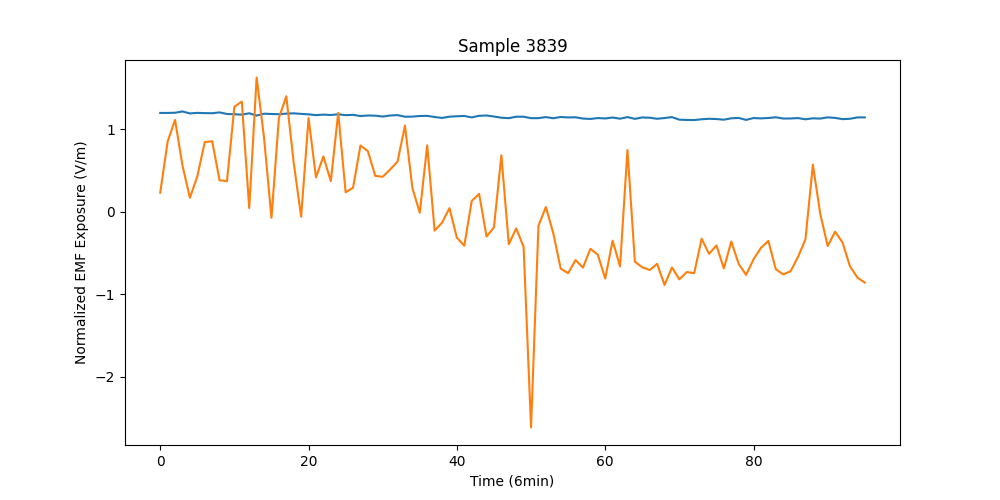 Sample 3839
Normalized EMF Exposure (V/m)
1
0
−1
−2
0 20 40 60 80
Time (6min)